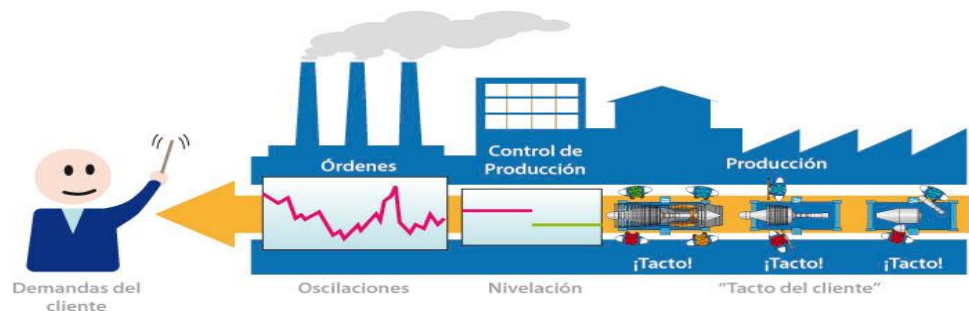 Órdenes
Control de
Producción
Producción
¡Tacto!
¡Tacto!
¡Tacto!
Demandas del
cliente
Oscilaciones
Nivelación
“Tacto del cliente”